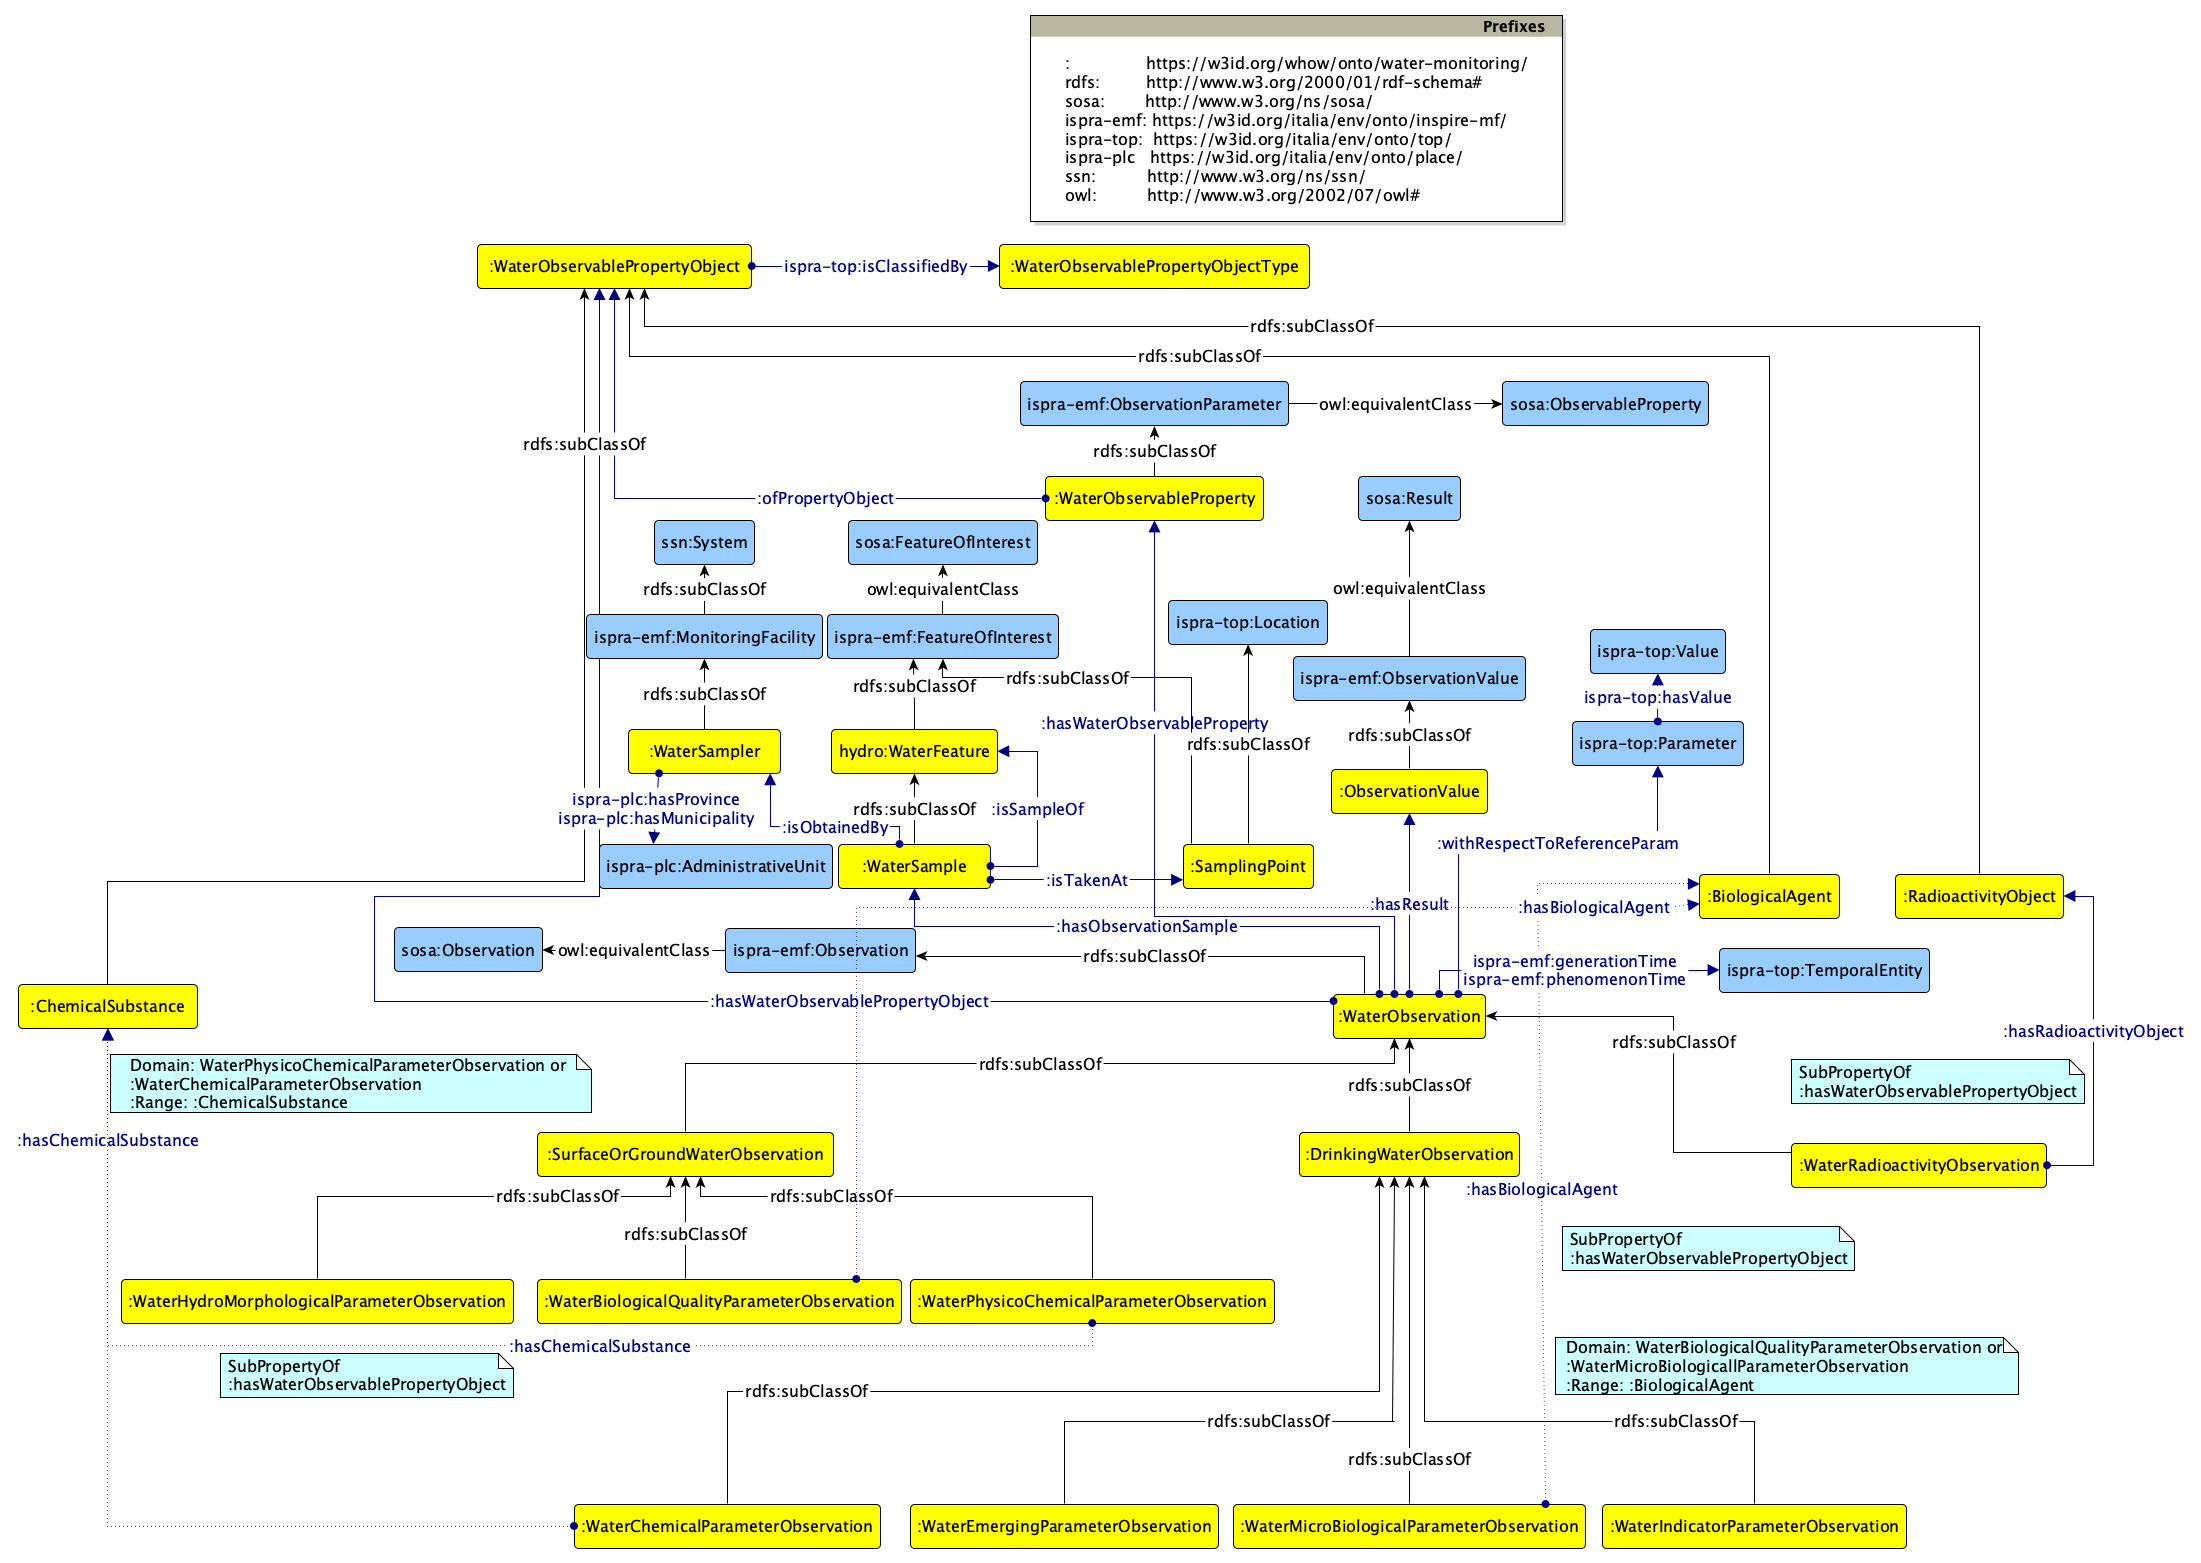 Prefixes
: https://w3id.org/whow/onto/water-monitoring/
rdfs: http://www.w3.org/2000/01/rdf-schema#
sosa: http://www.w3.org/ns/sosa/
ispra-emf: https://w3id.org/italia/env/onto/inspire-mf/
ispra-top: https://w3id.org/italia/env/onto/top/
ispra-plc https://w3id.org/italia/env/onto/place/
ssn: http://www.w3.org/ns/ssn/
owl: http://www.w3.org/2002/07/owl#
:WaterObservablePropertyObject
ispra-top:isClassifiedBy
:WaterObservablePropertyObjectType
rdfs:subClassOf
rdfs:subClassOf
ispra-emf:ObservationParameter
owl:equivalentClass
sosa:ObservableProperty
rdfs:subClassOf
rdfs:subClassOf
:ofPropertyObject
:WaterObservableProperty
sosa:Result
ssn:System
sosa:FeatureOfInterest
rdfs:subClassOf
owl:equivalentClass
owl:equivalentClass
ispra-emf:MonitoringFacility
ispra-emf:FeatureOfInterest
ispra-top:Location
ispra-top:Value
rdfs:subClassOf
rdfs:subClassOf
rdfs:subClassOf
ispra-emf:ObservationValue
ispra-top:hasValue
:hasWaterObservableProperty
:WaterSampler
hydro:WaterFeature
rdfs:subClassOf
rdfs:subClassOf
ispra-top:Parameter
:ObservationValue
ispra-plc:hasProvince
ispra-plc:hasMunicipality
rdfs:subClassOf
:isSampleOf
:isObtainedBy
:withRespectToReferenceParam
ispra-plc:AdministrativeUnit
:WaterSample
:isTakenAt
:SamplingPoint
:hasResult
:hasBiologicalAgent
:BiologicalAgent
:RadioactivityObject
:hasObservationSample
sosa:Observation
owl:equivalentClass
ispra-emf:Observation
rdfs:subClassOf
ispra-emf:generationTime
ispra-emf:phenomenonTime
ispra-top:TemporalEntity
:ChemicalSubstance
:hasWaterObservablePropertyObject
:WaterObservation
:hasRadioactivityObject
rdfs:subClassOf
Domain: WaterPhysicoChemicalParameterObservation or
:WaterChemicalParameterObservation
:Range: :ChemicalSubstance
rdfs:subClassOf
rdfs:subClassOf
SubPropertyOf
:hasWaterObservablePropertyObject
:hasChemicalSubstance
:SurfaceOrGroundWaterObservation
:DrinkingWaterObservation
:WaterRadioactivityObservation
rdfs:subClassOf
rdfs:subClassOf
:hasBiologicalAgent
rdfs:subClassOf
SubPropertyOf
:hasWaterObservablePropertyObject
:WaterHydroMorphologicalParameterObservation
:WaterBiologicalQualityParameterObservation
:WaterPhysicoChemicalParameterObservation
:hasChemicalSubstance
SubPropertyOf
:hasWaterObservablePropertyObject
Domain: WaterBiologicalQualityParameterObservation or
:WaterMicroBiologicallParameterObservation
:Range: :BiologicalAgent
rdfs:subClassOf
rdfs:subClassOf
rdfs:subClassOf
rdfs:subClassOf
:WaterChemicalParameterObservation
:WaterEmergingParameterObservation
:WaterMicroBiologicalParameterObservation
:WaterIndicatorParameterObservation